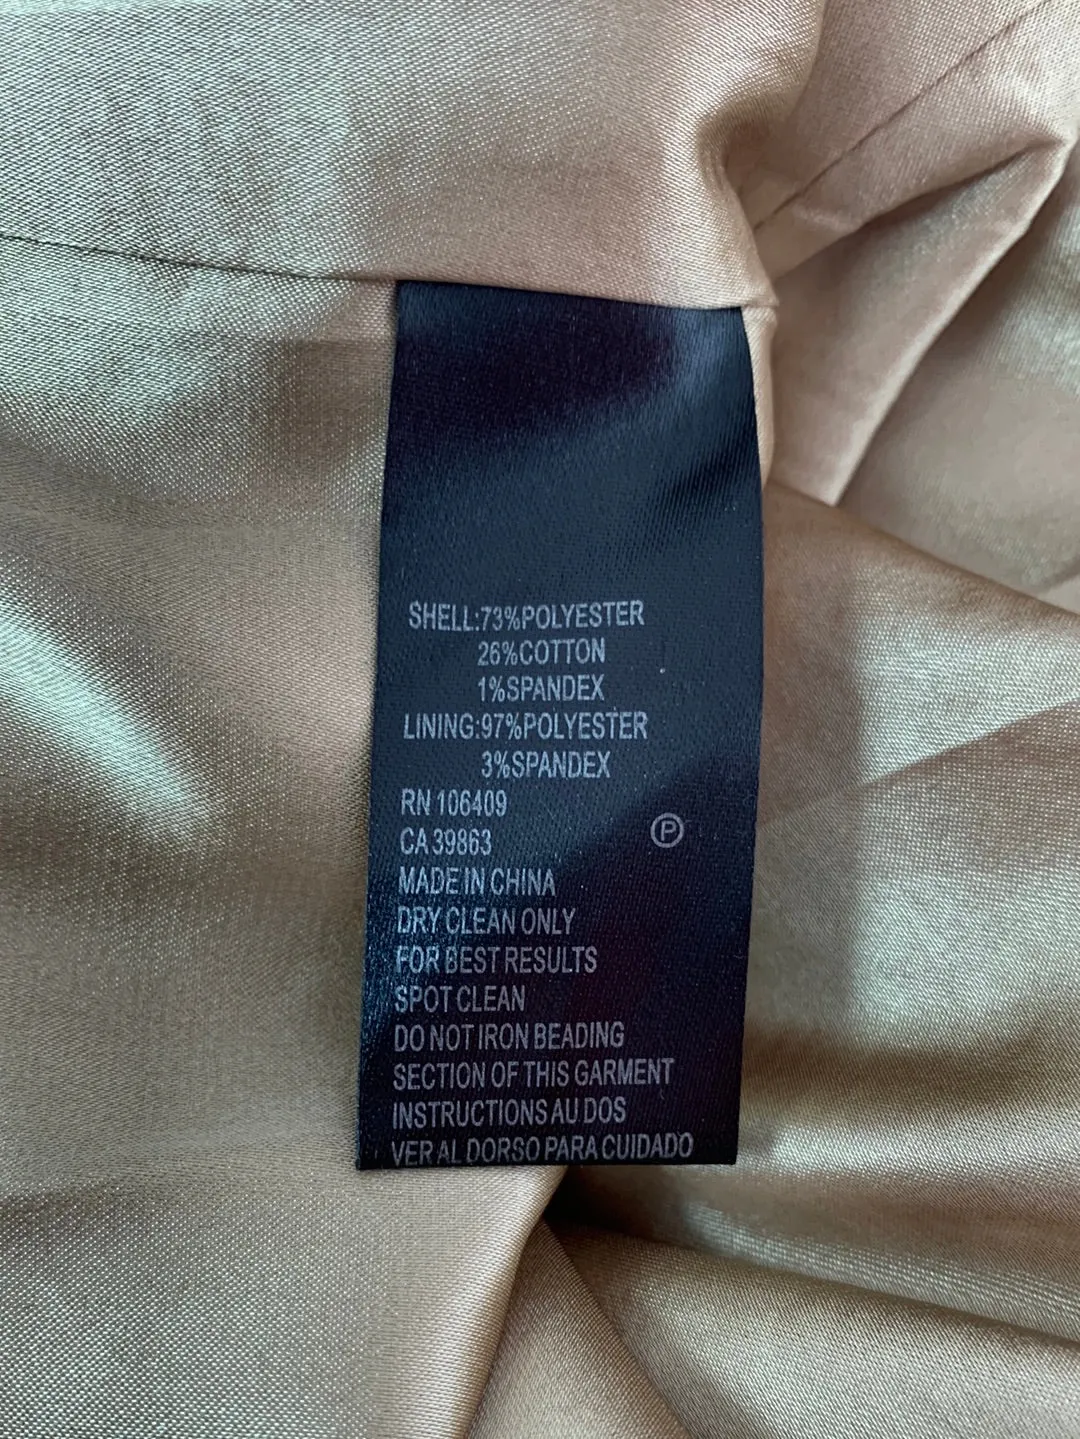 SHELL:73%POLYESTER
26%COTTON
1%SPANDEX
LINING:97%POLYESTER
3%SPANDEX
RN 106409
CA 39863
Ⓟ
MADE IN CHINA
DRY CLEAN ONLY
FOR BEST RESULTS
SPOT CLEAN
DO NOT IRON BEADING
SECTION OF THIS GARMENT
INSTRUCTIONS AU DOS
VER AL DORSO PARA CUIDADO